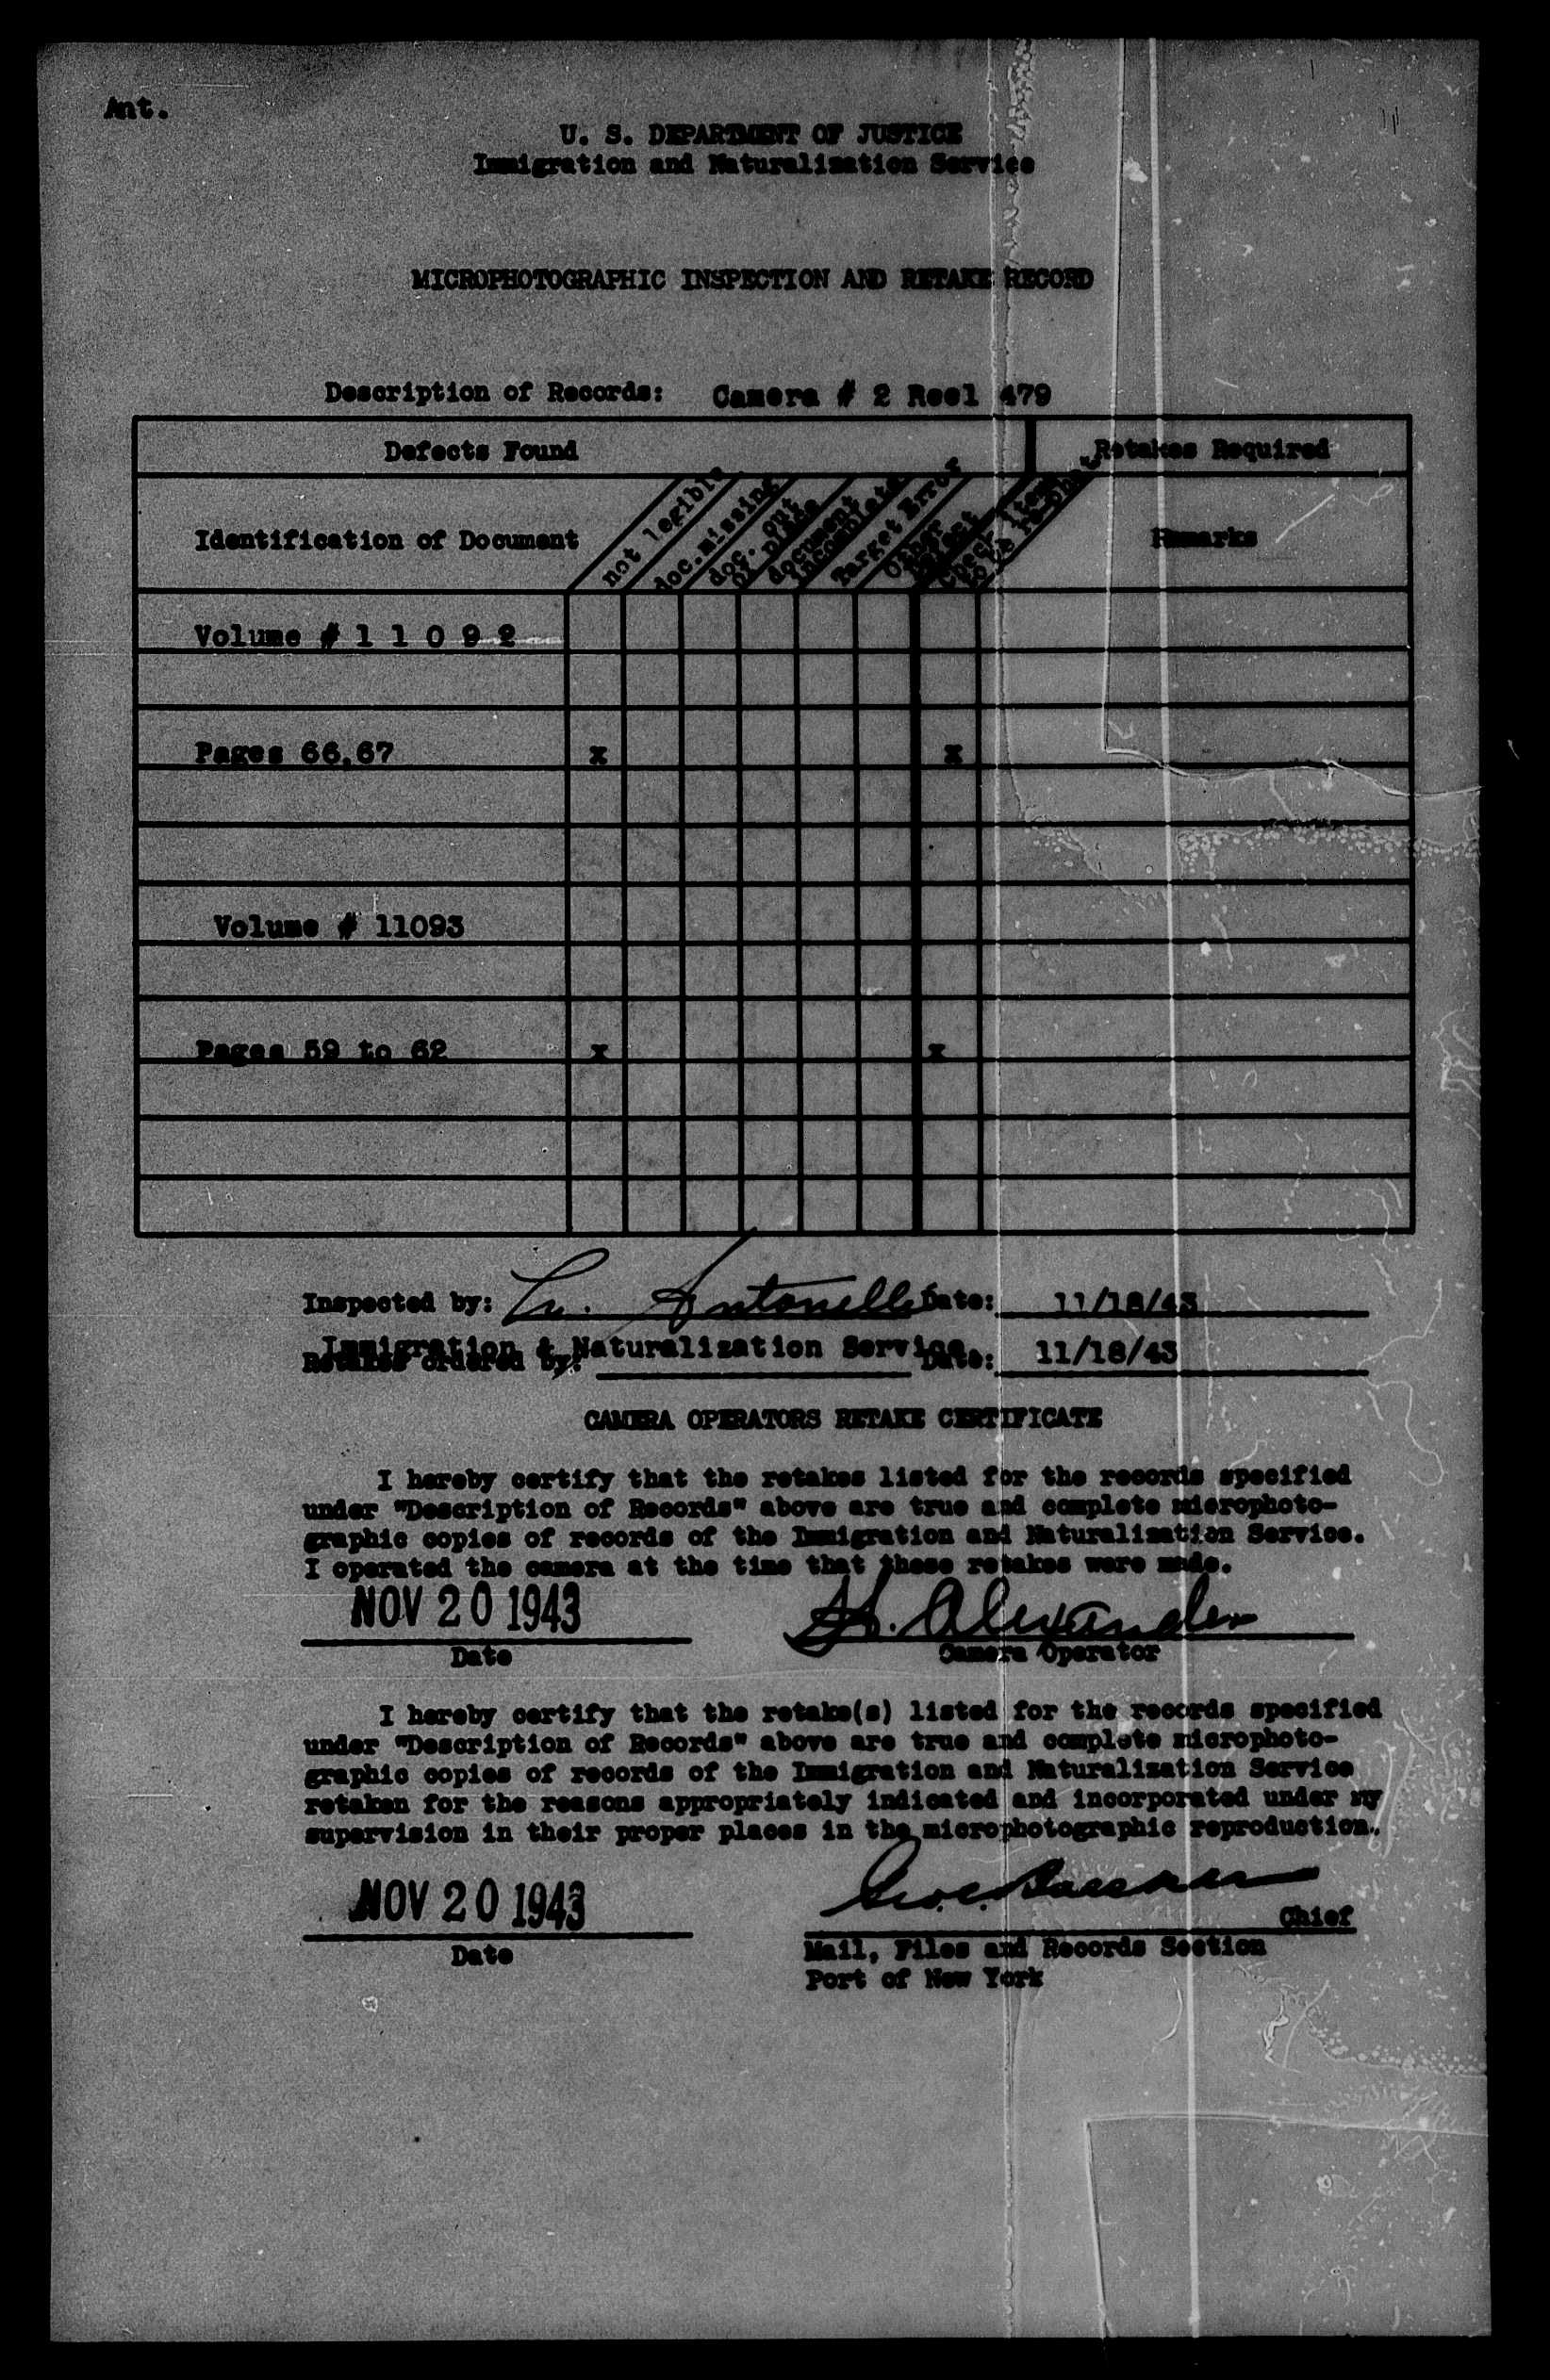 Ant.
U. S. DEPARTMENT OF JUSTICE
Immigration and Naturalization Service
MICROPHOTOGRAPHIC INSPECTION AND RETAKE RECORD
Description of Records: Camera # 2 Reel 479
Defects Found
Retakes Required
Identification of Document
not legible
doc. missing
doc. out
of place
document
incomplete
Target Error
Other
Check item
Remarks
Volume # 1 1 0 9 2
Pages 66,67 x x
Volume # 11093
Pages 59 to 62 x x
Inspected by: Antonelli Date: 11/18/43
Immigration & Naturalization Service.
Retakes ordered by: Date: 11/18/43
CAMERA OPERATORS RETAKE CERTIFICATE
I hereby certify that the retakes listed for the records specified
under "Description of Records" above are true and complete microphoto-
graphic copies of records of the Immigration and Naturalization Service.
I operated the camera at the time that these retakes were made.
NOV 20 1943 H. Alexander
Date Camera Operator
I hereby certify that the retake(s) listed for the records specified
under "Description of Records" above are true and complete microphoto-
graphic copies of records of the Immigration and Naturalization Service
retaken for the reasons appropriately indicated and incorporated under my
supervision in their proper places in the microphotographic reproduction.
NOV 20 1943
Chief
Date Mail, Files and Records Section
Port of New York